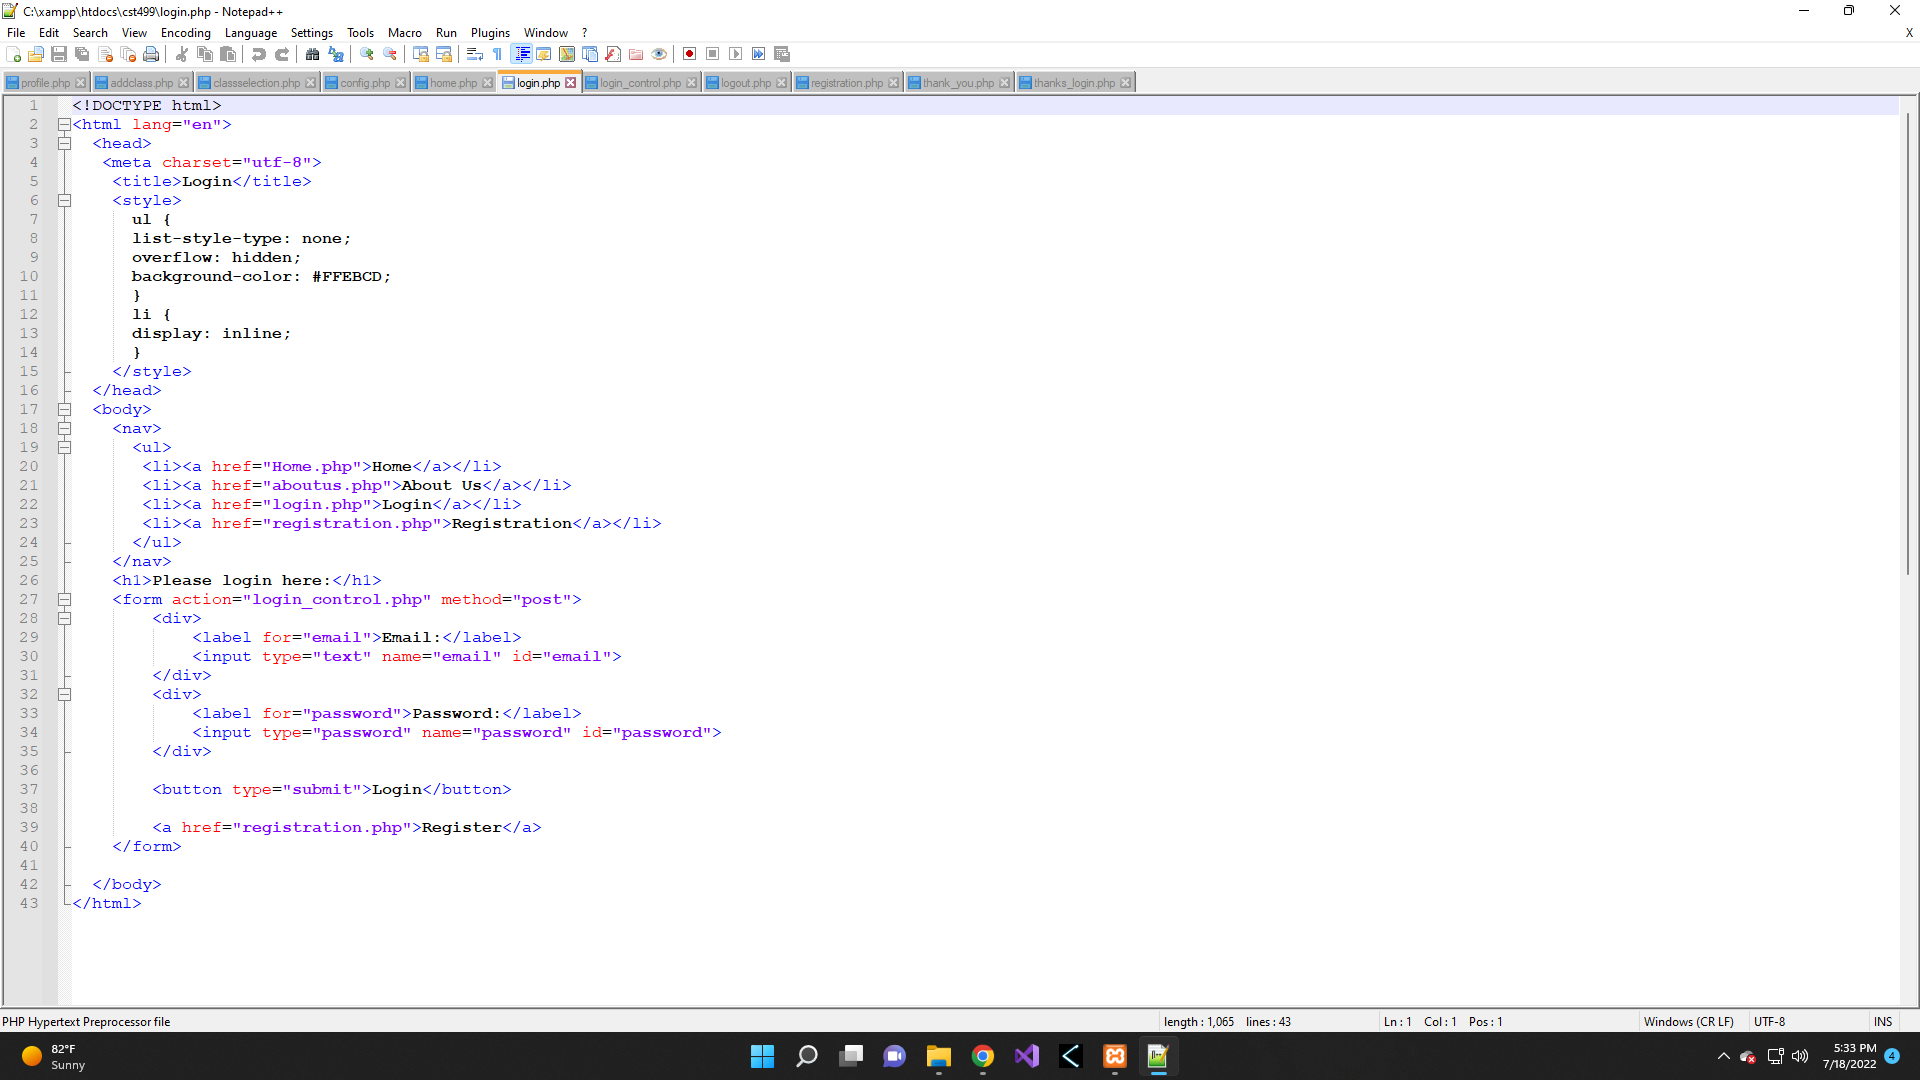 C:\xampp\htdocs\cst499\login.php - Notepad++
File Edit Search View Encoding Language Settings Tools Macro Run Plugins Window ? X
profile.php addclass.php classselection.php config.php home.php login.php login_control.php logout.php registration.php thank_you.php thanks_login.php
1 <!DOCTYPE html>
2 <html lang="en">
3 <head>
4 <meta charset="utf-8">
5 <title>Login</title>
6 <style>
7 ul {
8 list-style-type: none;
9 overflow: hidden;
10 background-color: #FFEBCD;
11 }
12 li {
13 display: inline;
14 }
15 </style>
16 </head>
17 <body>
18 <nav>
19 <ul>
20 <li><a href="Home.php">Home</a></li>
21 <li><a href="aboutus.php">About Us</a></li>
22 <li><a href="login.php">Login</a></li>
23 <li><a href="registration.php">Registration</a></li>
24 </ul>
25 </nav>
26 <h1>Please login here:</h1>
27 <form action="login_control.php" method="post">
28 <div>
29 <label for="email">Email:</label>
30 <input type="text" name="email" id="email">
31 </div>
32 <div>
33 <label for="password">Password:</label>
34 <input type="password" name="password" id="password">
35 </div>
36
37 <button type="submit">Login</button>
38
39 <a href="registration.php">Register</a>
40 </form>
41
42 </body>
43 </html>
PHP Hypertext Preprocessor file length : 1,065 lines : 43 Ln : 1 Col : 1 Pos : 1 Windows (CR LF) UTF-8 INS
82°F
Sunny
5:33 PM
7/18/2022
4